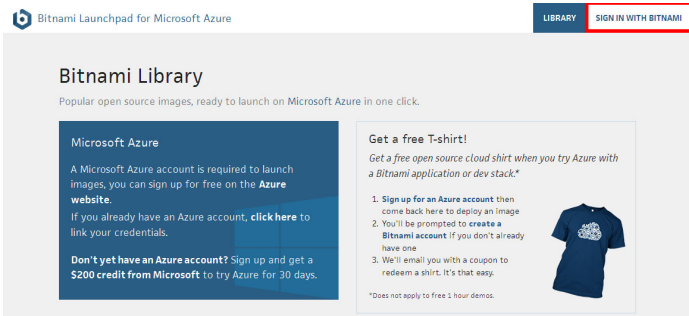 Bitnami Launchpad for Microsoft Azure
LIBRARY
SIGN IN WITH BITNAMI
Bitnami Library
Popular open source images, ready to launch on Microsoft Azure in one click.
Microsoft Azure
A Microsoft Azure account is required to launch
images, you can sign up for free on the Azure
website.
If you already have an Azure account, click here to
link your credentials.
Don't yet have an Azure account? Sign up and get a
$200 credit from Microsoft to try Azure for 30 days.
Get a free T-shirt!
Get a free open source cloud shirt when you try Azure with
a Bitnami application or dev stack.*
1. Sign up for an Azure account then
come back here to deploy an image
2. You'll be prompted to create a
Bitnami account if you don't already
have one
3. We'll email you with a coupon to
redeem a shirt. It's that easy.
*Does not apply to free 1 hour demos.